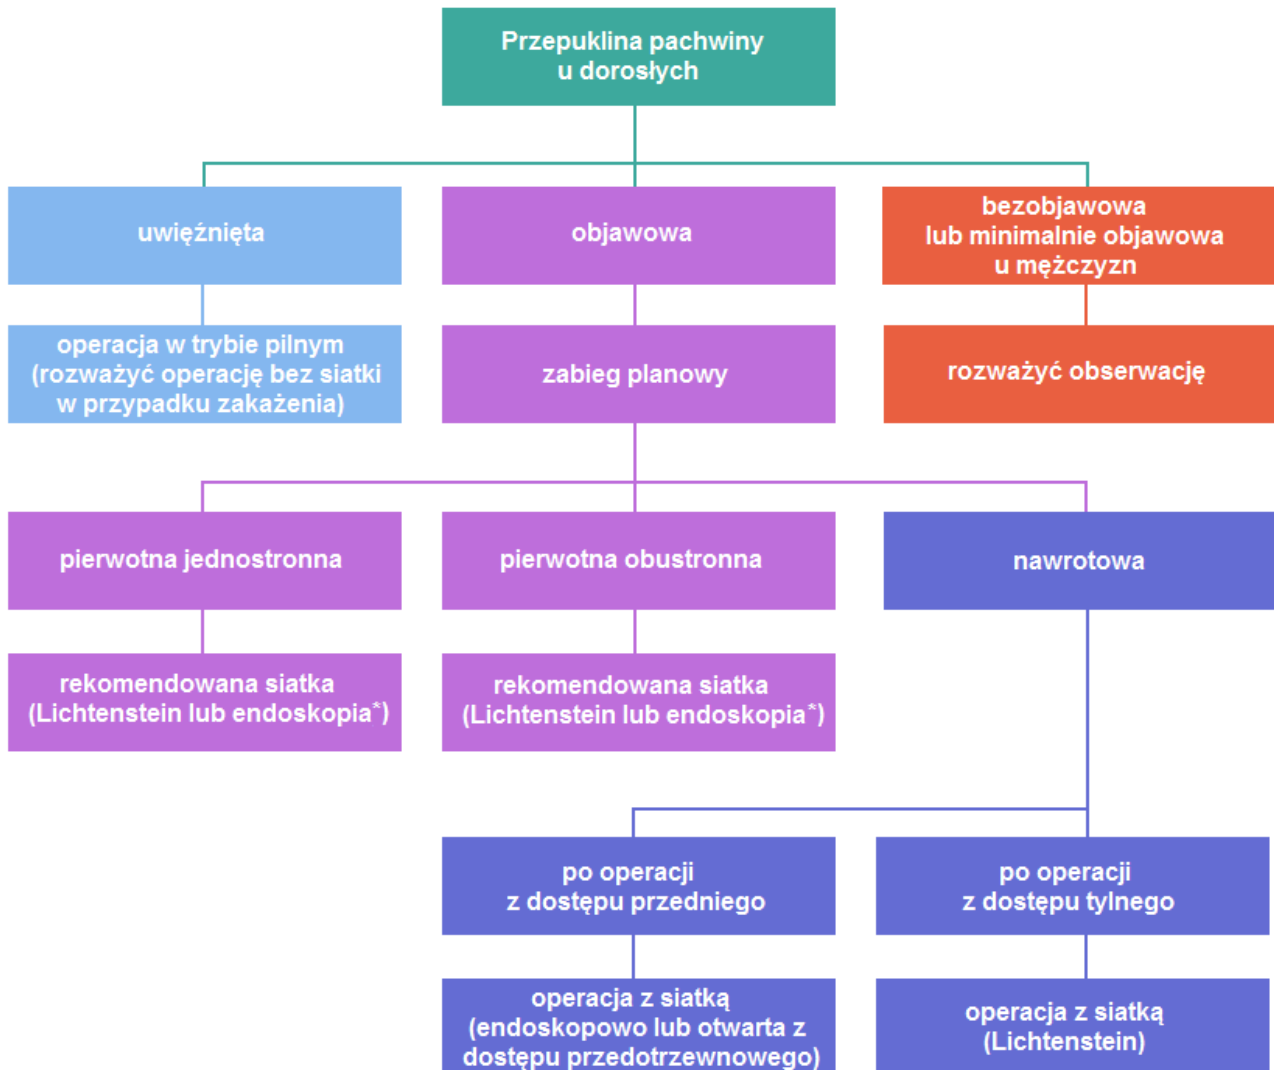 Przepuklina pachwiny
u dorosłych
uwięźnięta
objawowa
bezobjawowa
lub minimalnie objawowa
u mężczyzn
operacja w trybie pilnym
(rozważyć operację bez siatki
w przypadku zakażenia)
zabieg planowy
rozważyć obserwację
pierwotna jednostronna
pierwotna obustronna
nawrotowa
rekomendowana siatka
(Lichtenstein lub endoskopia*)
rekomendowana siatka
(Lichtenstein lub endoskopia*)
po operacji
z dostępu przedniego
po operacji
z dostępu tylnego
operacja z siatką
(endoskopowo lub otwarta z
dostępu przedotrzewnowego)
operacja z siatką
(Lichtenstein)